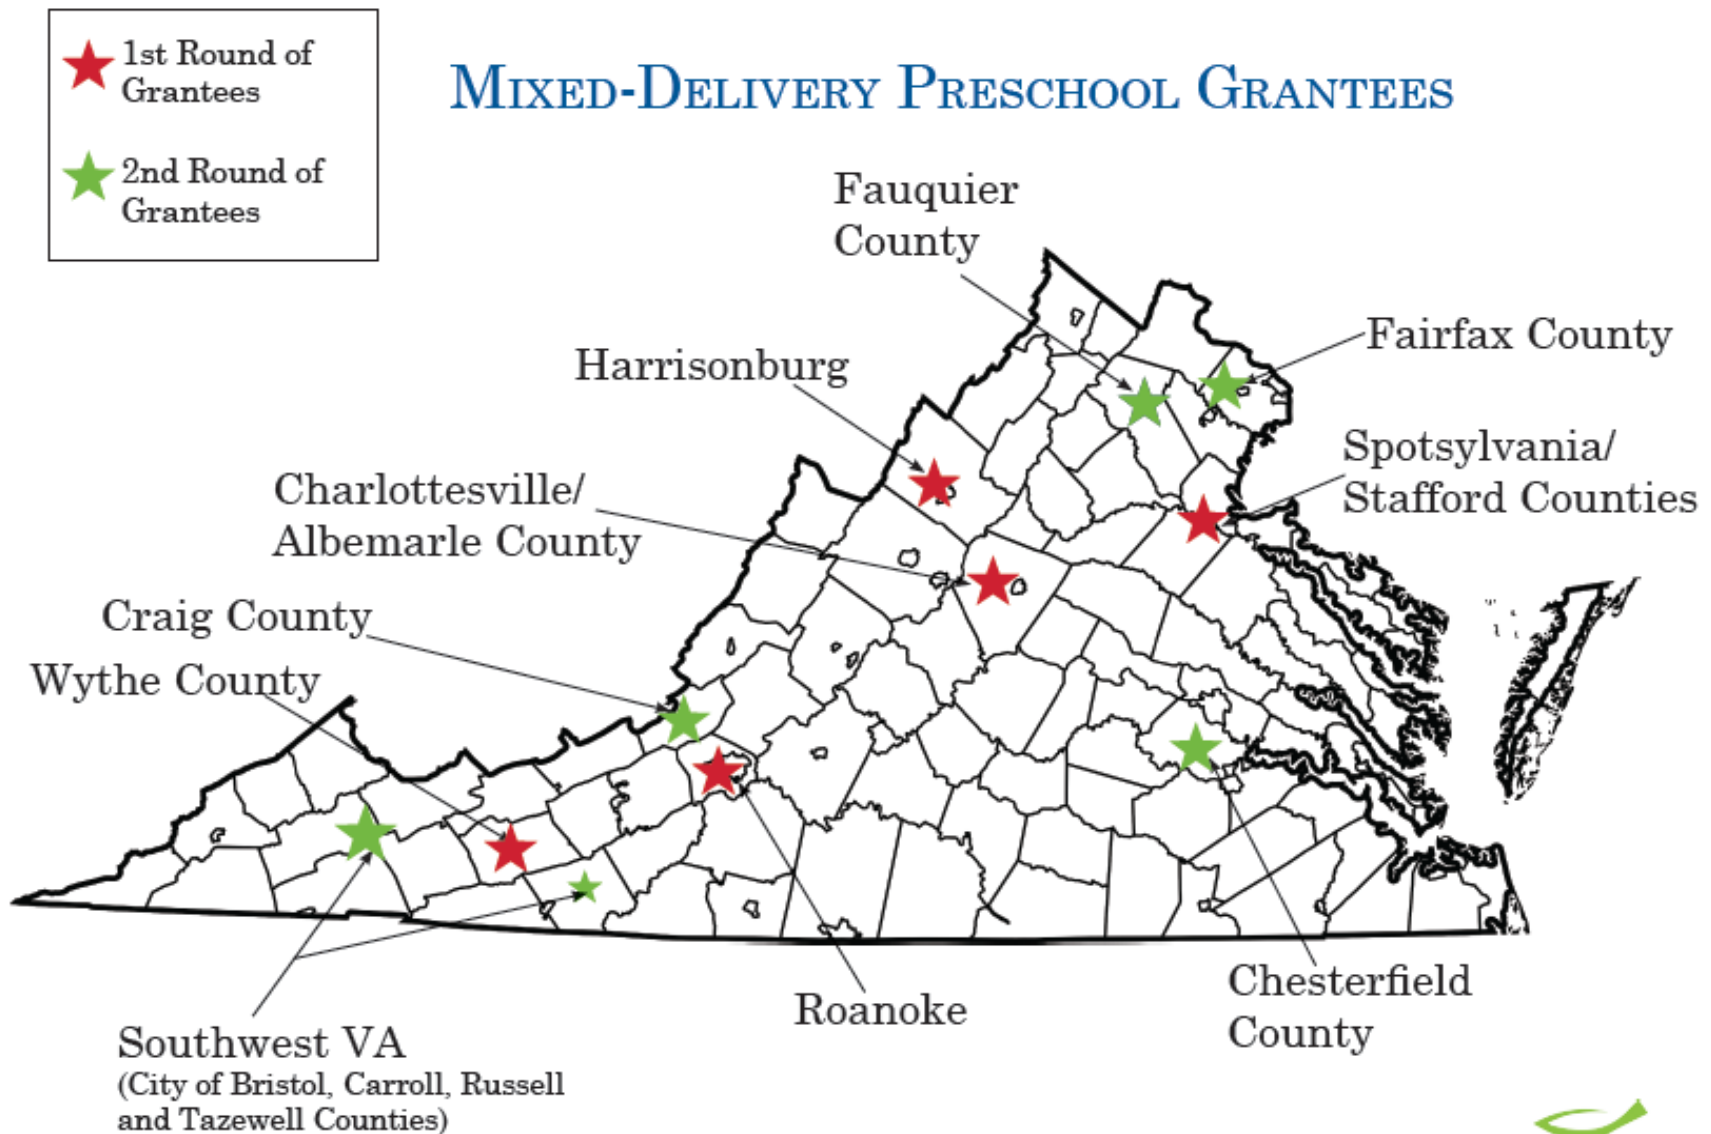 1st Round of
Grantees
2nd Round of
Grantees
Mixed-Delivery Preschool Grantees
Fauquier
County
Fairfax County
Harrisonburg
Spotsylvania/
Stafford Counties
Charlottesville/
Albemarle County
Craig County
Wythe County
Roanoke
Chesterfield
County
Southwest VA
(City of Bristol, Carroll, Russell
and Tazewell Counties)